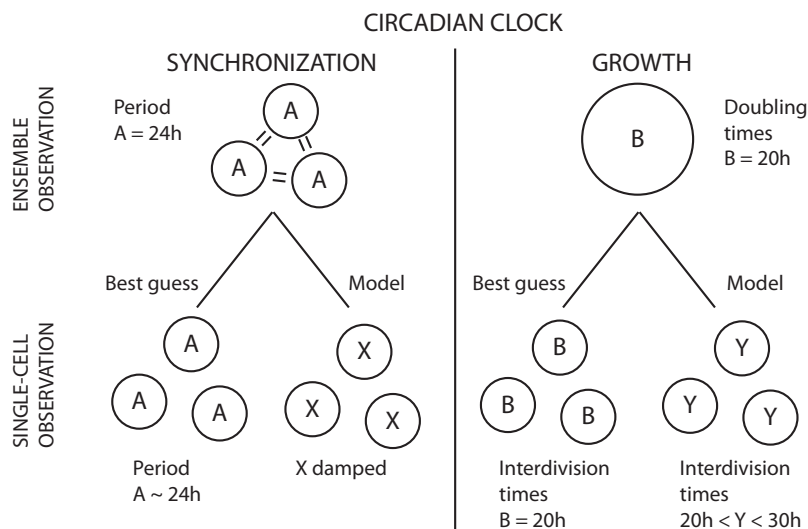 CIRCADIAN CLOCK
SYNCHRONIZATION
GROWTH
ENSEMBLE
OBSERVATION
Period
A = 24h
A
A
A
=
=
=
B
Doubling
times
B = 20h
Best guess
Model
Best guess
Model
SINGLE-CELL
OBSERVATION
A
A
A
X
X
X
B
B
B
Y
Y
Y
Period
A ~ 24h
X damped
Interdivision
times
B = 20h
Interdivision
times
20h < Y < 30h